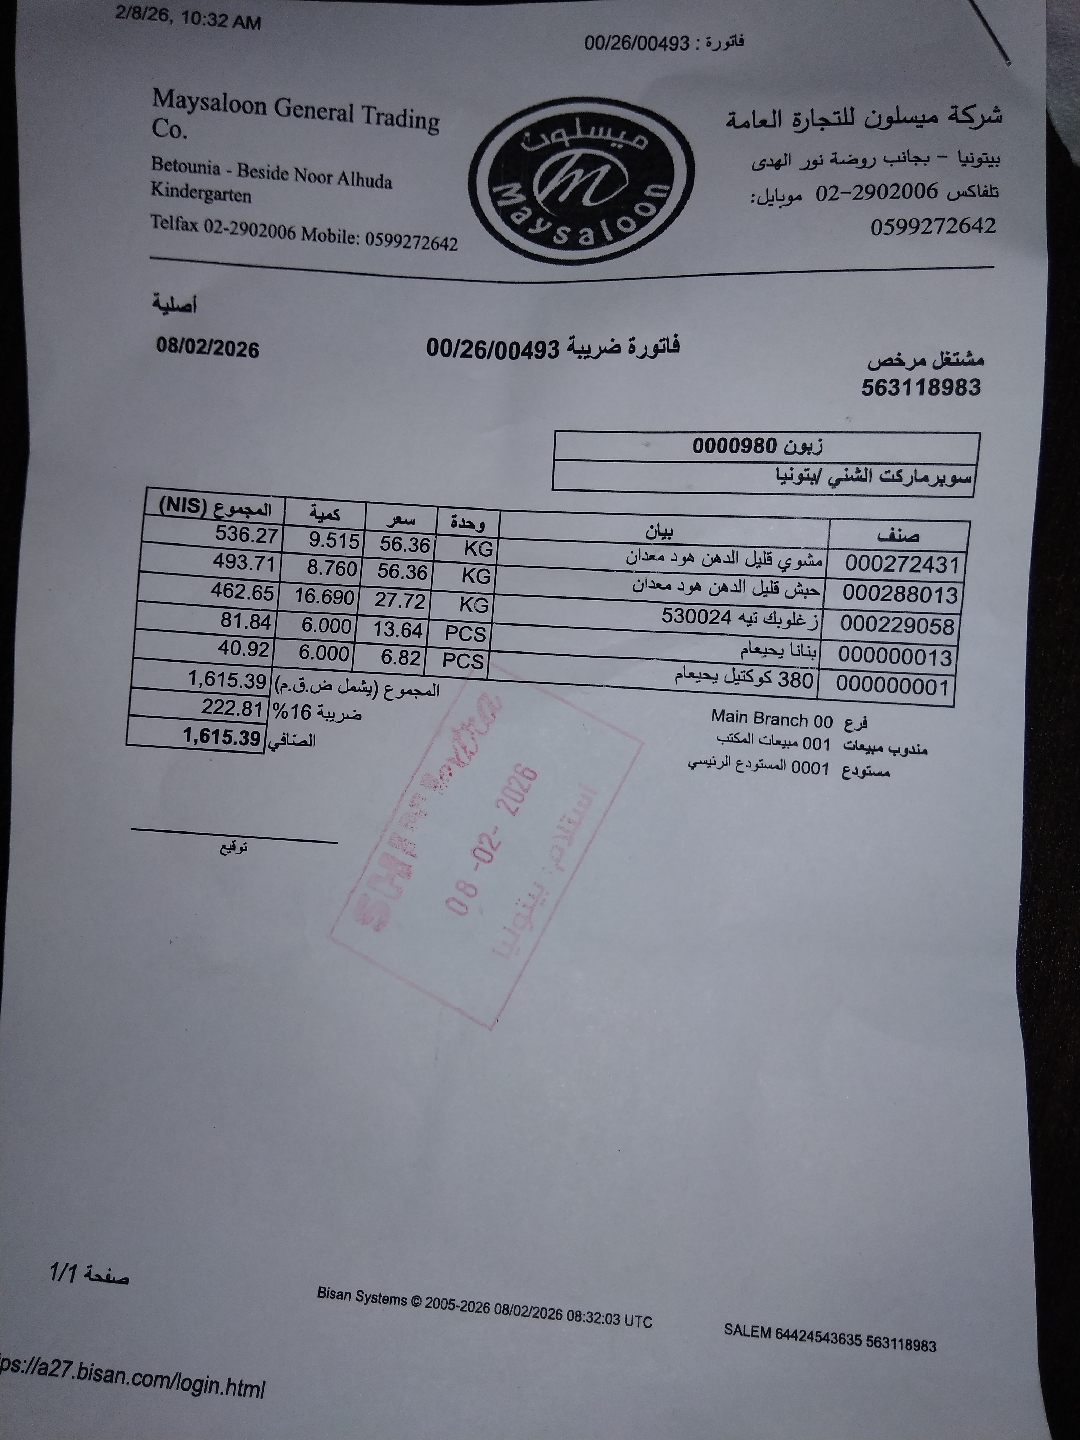 2/8/26, 10:32 AM
فاتورة : 00/26/00493
Maysaloon General Trading Co.
Betounia - Beside Noor Alhuda Kindergarten
Telfax 02-2902006 Mobile: 0599272642
ميسلون
Maysaloon
شركة ميسلون للتجارة العامة
بيتونيا – بجانب روضة نور الهدى
تلفاكس 02-2902006 موبايل:
0599272642
أصلية
08/02/2026
فاتورة ضريبة 00/26/00493
مشتغل مرخص
563118983
زبون 0000980
سوبرماركت الشني /بتونيا
صنف بيان وحدة سعر كمية المجموع (NIS)
000272431 مشوي قليل الدهن هود معدان KG 56.36 9.515 536.27
000288013 حبش قليل الدهن هود معدان KG 56.36 8.760 493.71
000229058 زغلوبك تيه 530024 KG 27.72 16.690 462.65
000000013 بنانا يحيعام PCS 13.64 6.000 81.84
000000001 380 كوكتيل يحيعام PCS 6.82 6.000 40.92
المجموع (يشمل ض.ق.م) 1,615.39
ضريبة 16% 222.81
الصافي 1,615.39
فرع 00 Main Branch
مندوب مبيعات 001 مبيعات المكتب
مستودع 0001 المستودع الرئيسي
08 -02- 2026
استلام: بيتونيا
توقيع
صفحة 1/1
Bisan Systems © 2005-2026 08/02/2026 08:32:03 UTC
SALEM 64424543635 563118983
ps://a27.bisan.com/login.html